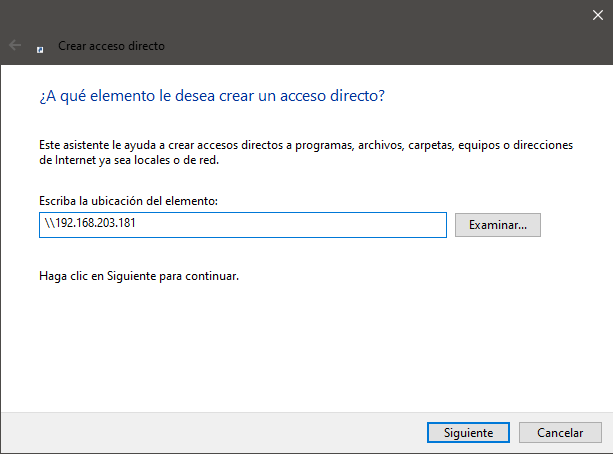 Crear acceso directo
¿A qué elemento le desea crear un acceso directo?
Este asistente le ayuda a crear accesos directos a programas, archivos, carpetas, equipos o direcciones
de Internet ya sea locales o de red.
Escriba la ubicación del elemento:
\\192.168.203.181
Examinar...
Haga clic en Siguiente para continuar.
Siguiente
Cancelar